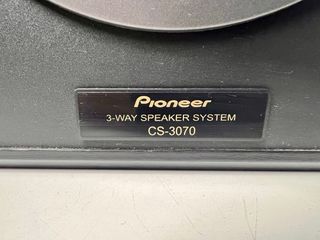 Pioneer
3-WAY SPEAKER SYSTEM
CS-3070